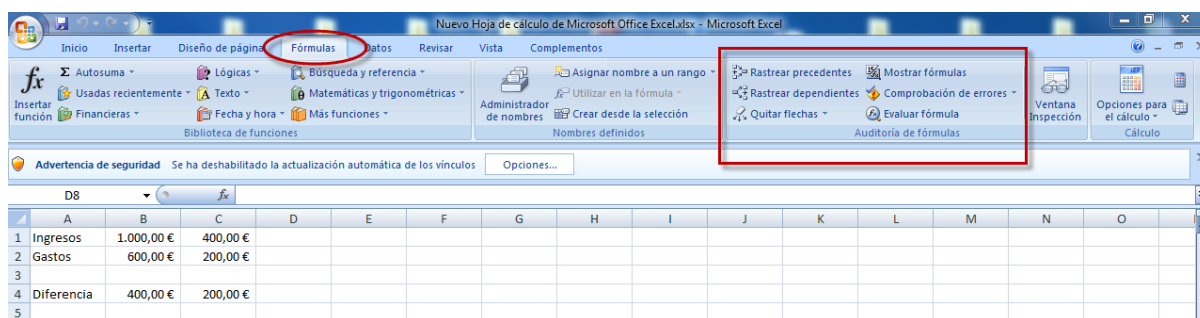 Nuevo Hoja de cálculo de Microsoft Office Excel.xlsx - Microsoft Excel
Inicio Insertar Diseño de página Fórmulas Datos Revisar Vista Complementos
fx Insertar función
Σ Autosuma
Usadas recientemente
Financieras
Lógicas
Texto
Fecha y hora
Búsqueda y referencia
Matemáticas y trigonométricas
Más funciones
Biblioteca de funciones
Administrador de nombres
Asignar nombre a un rango
Utilizar en la fórmula
Crear desde la selección
Nombres definidos
Rastrear precedentes
Rastrear dependientes
Quitar flechas
Mostrar fórmulas
Comprobación de errores
Evaluar fórmula
Auditoría de fórmulas
Ventana Inspección
Opciones para el cálculo
Cálculo
Advertencia de seguridad Se ha deshabilitado la actualización automática de los vínculos Opciones...
D8 fx
A B C D E F G H I J K L M N O
1 Ingresos 1.000,00 € 400,00 €
2 Gastos 600,00 € 200,00 €
3
4 Diferencia 400,00 € 200,00 €
5